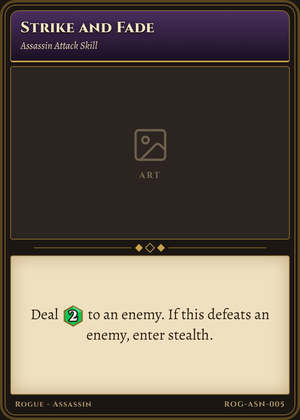 Strike and Fade
Assassin Attack Skill
ART
Deal 2 to an enemy. If this defeats an
enemy, enter stealth.
Rogue - Assassin
ROG-ASN-005